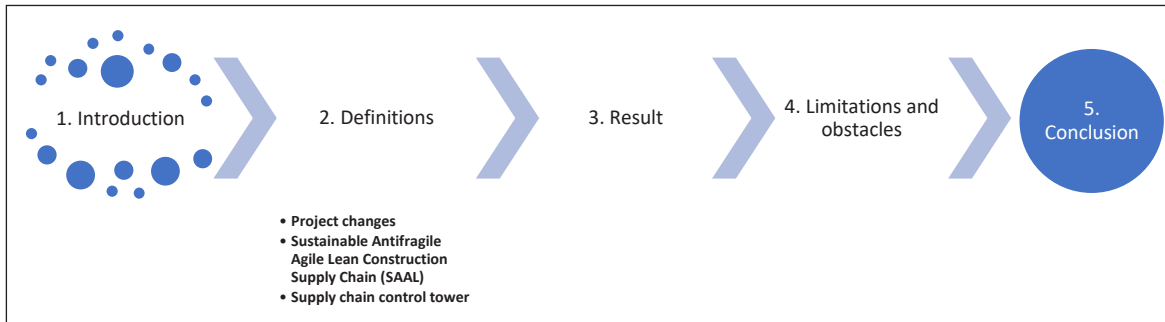 1. Introduction
2. Definitions
3. Result
4. Limitations and
obstacles
5.
Conclusion
• Project changes
• Sustainable Antifragile
Agile Lean Construction
Supply Chain (SAAL)
• Supply chain control tower